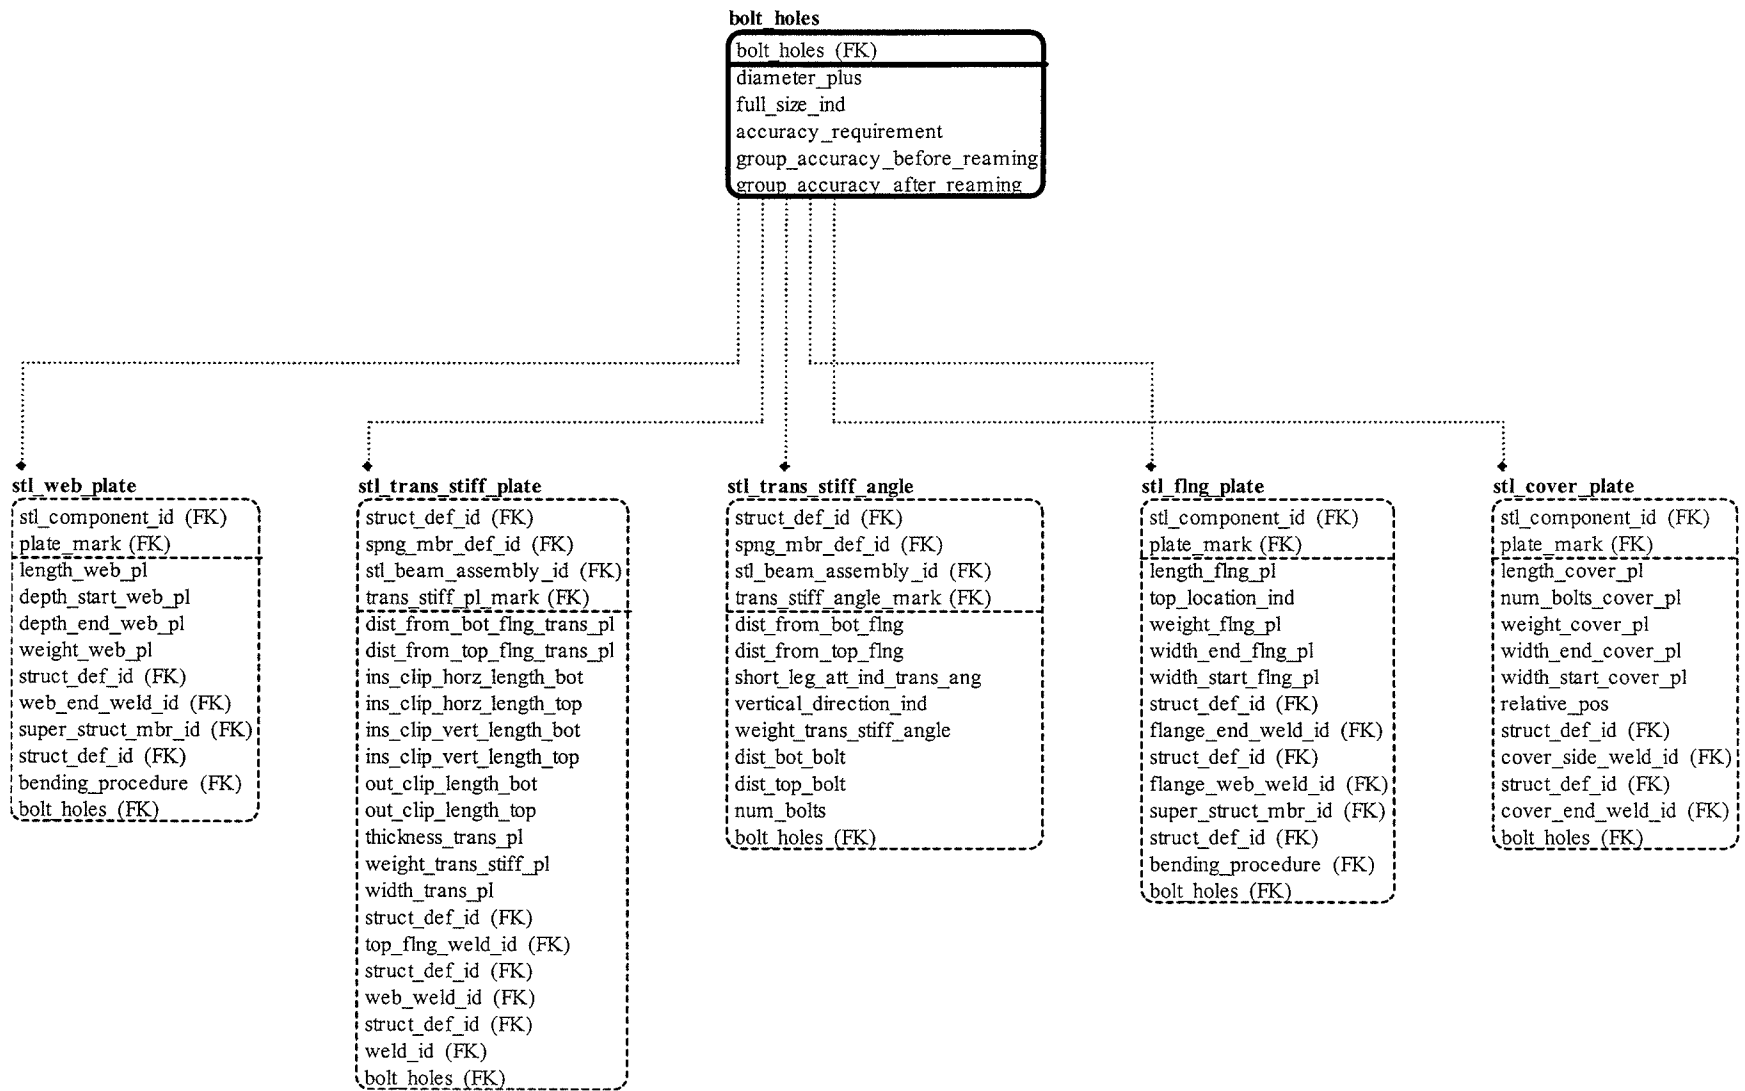 bolt_holes
bolt_holes (FK)
diameter_plus
full_size_ind
accuracy_requirement
group_accuracy_before_reaming
group_accuracy_after_reaming
stl_web_plate
stl_component_id (FK)
plate_mark (FK)
length_web_pl
depth_start_web_pl
depth_end_web_pl
weight_web_pl
struct_def_id (FK)
web_end_weld_id (FK)
super_struct_mbr_id (FK)
struct_def_id (FK)
bending_procedure (FK)
bolt_holes (FK)
stl_trans_stiff_plate
struct_def_id (FK)
spng_mbr_def_id (FK)
stl_beam_assembly_id (FK)
trans_stiff_pl_mark (FK)
dist_from_bot_flng_trans_pl
dist_from_top_flng_trans_pl
ins_clip_horz_length_bot
ins_clip_horz_length_top
ins_clip_vert_length_bot
ins_clip_vert_length_top
out_clip_length_bot
out_clip_length_top
thickness_trans_pl
weight_trans_stiff_pl
width_trans_pl
struct_def_id (FK)
top_flng_weld_id (FK)
struct_def_id (FK)
web_weld_id (FK)
struct_def_id (FK)
weld_id (FK)
bolt_holes (FK)
stl_trans_stiff_angle
struct_def_id (FK)
spng_mbr_def_id (FK)
stl_beam_assembly_id (FK)
trans_stiff_angle_mark (FK)
dist_from_bot_flng
dist_from_top_flng
short_leg_att_ind_trans_ang
vertical_direction_ind
weight_trans_stiff_angle
dist_bot_bolt
dist_top_bolt
num_bolts
bolt_holes (FK)
stl_flng_plate
stl_component_id (FK)
plate_mark (FK)
length_flng_pl
top_location_ind
weight_flng_pl
width_end_flng_pl
width_start_flng_pl
struct_def_id (FK)
flange_end_weld_id (FK)
struct_def_id (FK)
flange_web_weld_id (FK)
super_struct_mbr_id (FK)
struct_def_id (FK)
bending_procedure (FK)
bolt_holes (FK)
stl_cover_plate
stl_component_id (FK)
plate_mark (FK)
length_cover_pl
num_bolts_cover_pl
weight_cover_pl
width_end_cover_pl
width_start_cover_pl
relative_pos
struct_def_id (FK)
cover_side_weld_id (FK)
struct_def_id (FK)
cover_end_weld_id (FK)
bolt_holes (FK)